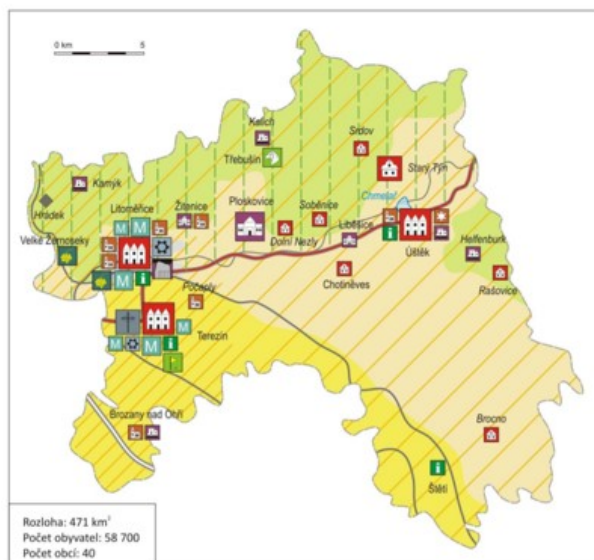 0 km 5
Kalich
Třebušín
Srdov
Starý Týn
Kamýk
Hrádek
Litoměřice
Žitenice
Ploskovice
Soběnice
Chmelař
Velké Žernoseky
Dolní Nezly
Liběšice
Úštěk
Helfenburk
Rašovice
Chotiněves
Počaply
Terezín
Brozany nad Ohří
Brocno
Štětí
M
M
M
M
M
M
M
i
i
i
i
Rozloha: 471 km²
Počet obyvatel: 58 700
Počet obcí: 40